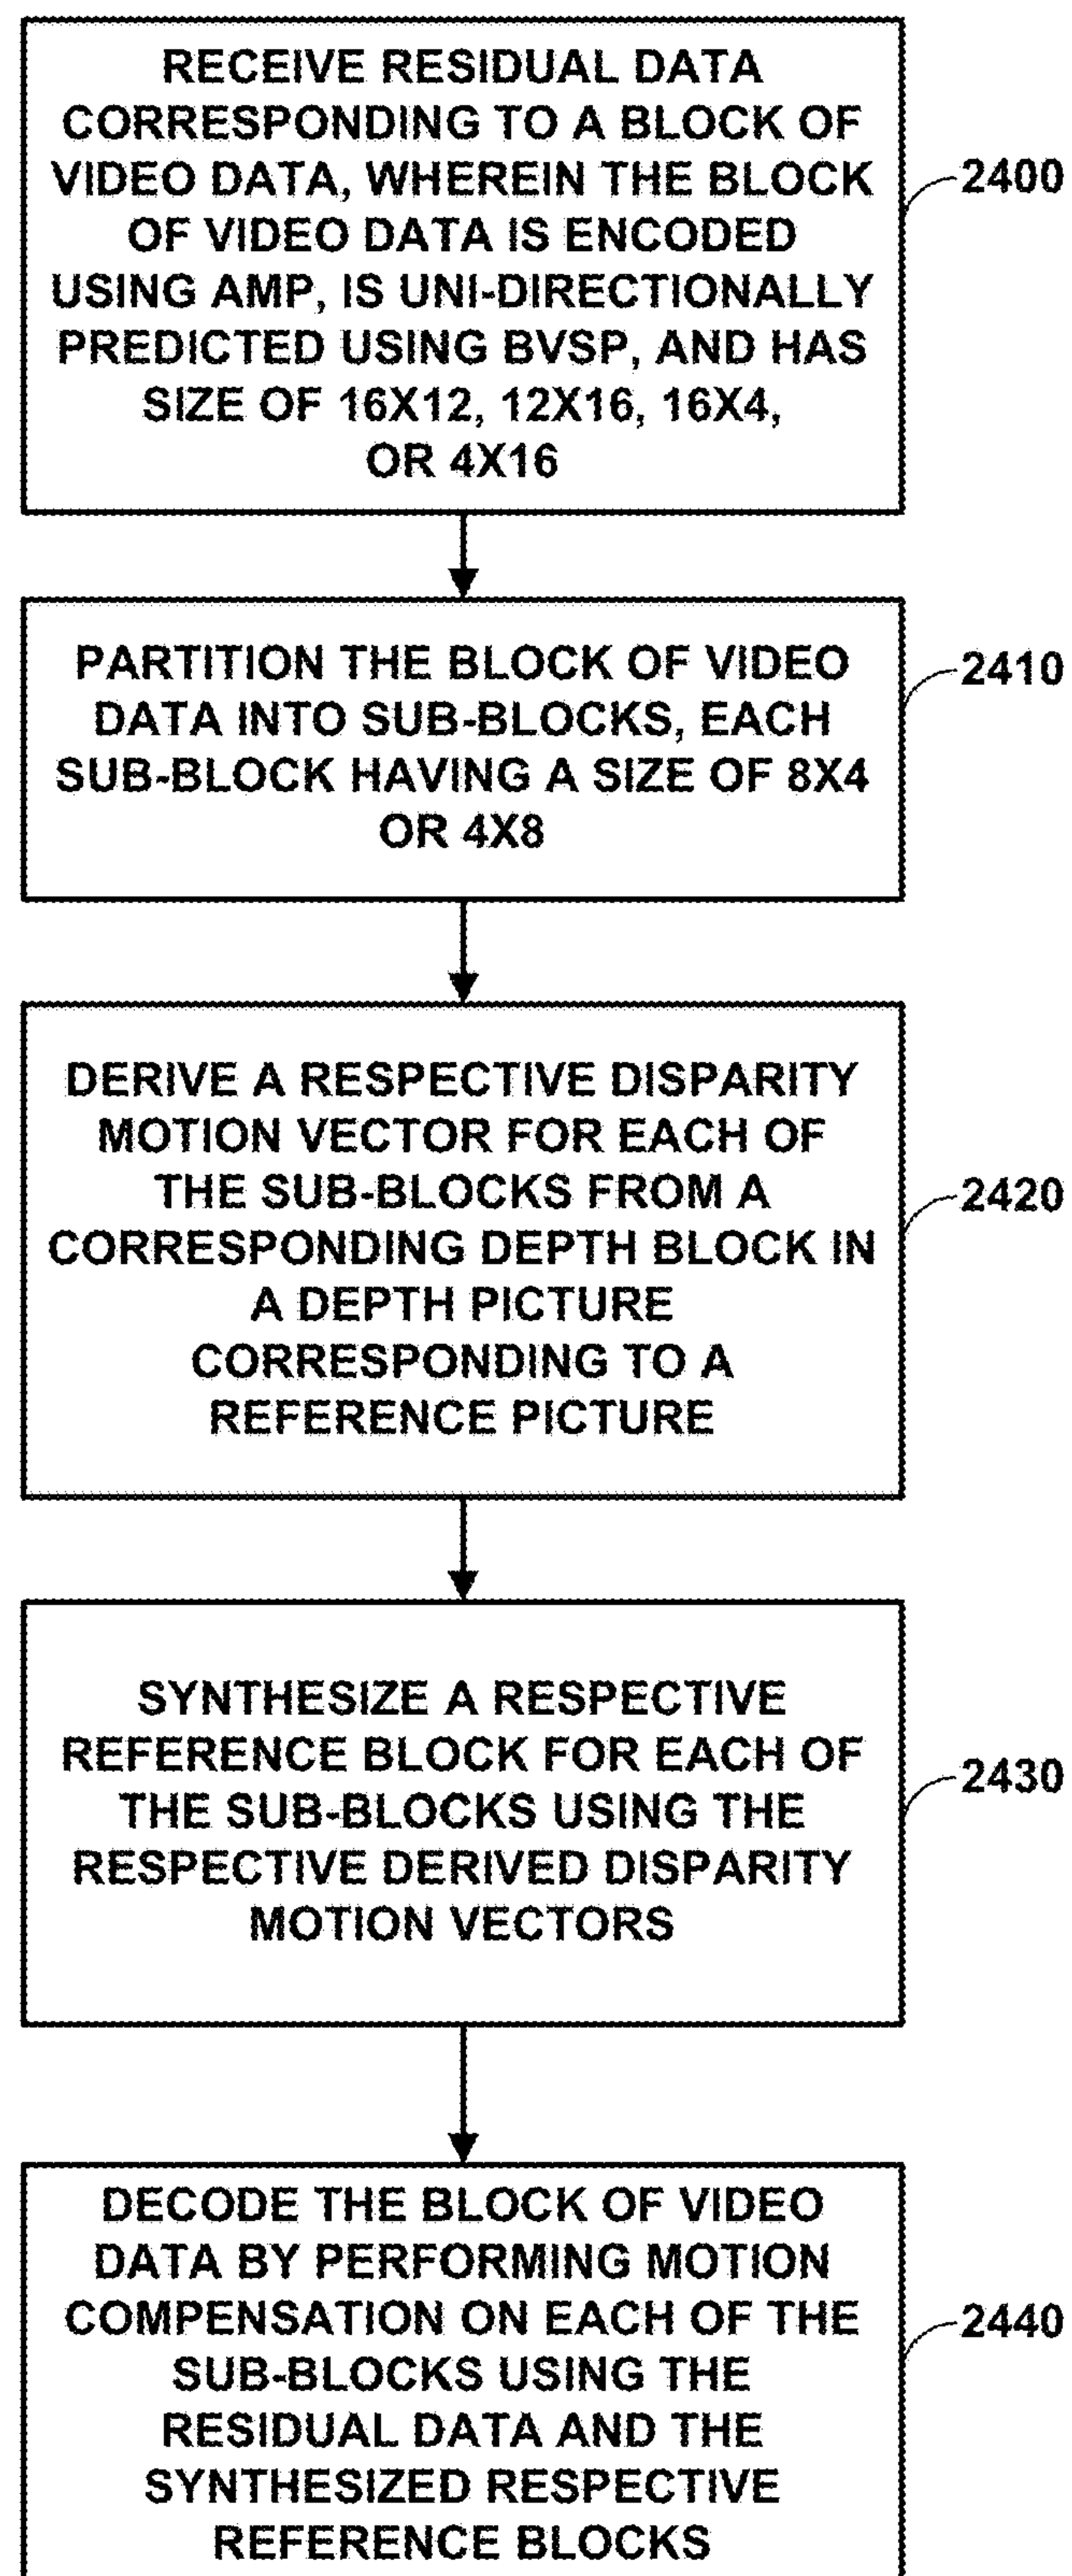 RECEIVE RESIDUAL DATA
CORRESPONDING TO A BLOCK OF
VIDEO DATA, WHEREIN THE BLOCK
OF VIDEO DATA IS ENCODED
USING AMP, IS UNI-DIRECTIONALLY
PREDICTED USING BVSP, AND HAS
SIZE OF 16X12, 12X16, 16X4,
OR 4X16
2400
PARTITION THE BLOCK OF VIDEO
DATA INTO SUB-BLOCKS, EACH
SUB-BLOCK HAVING A SIZE OF 8X4
OR 4X8
2410
DERIVE A RESPECTIVE DISPARITY
MOTION VECTOR FOR EACH OF
THE SUB-BLOCKS FROM A
CORRESPONDING DEPTH BLOCK IN
A DEPTH PICTURE
CORRESPONDING TO A
REFERENCE PICTURE
2420
SYNTHESIZE A RESPECTIVE
REFERENCE BLOCK FOR EACH OF
THE SUB-BLOCKS USING THE
RESPECTIVE DERIVED DISPARITY
MOTION VECTORS
2430
DECODE THE BLOCK OF VIDEO
DATA BY PERFORMING MOTION
COMPENSATION ON EACH OF THE
SUB-BLOCKS USING THE
RESIDUAL DATA AND THE
SYNTHESIZED RESPECTIVE
REFERENCE BLOCKS
2440